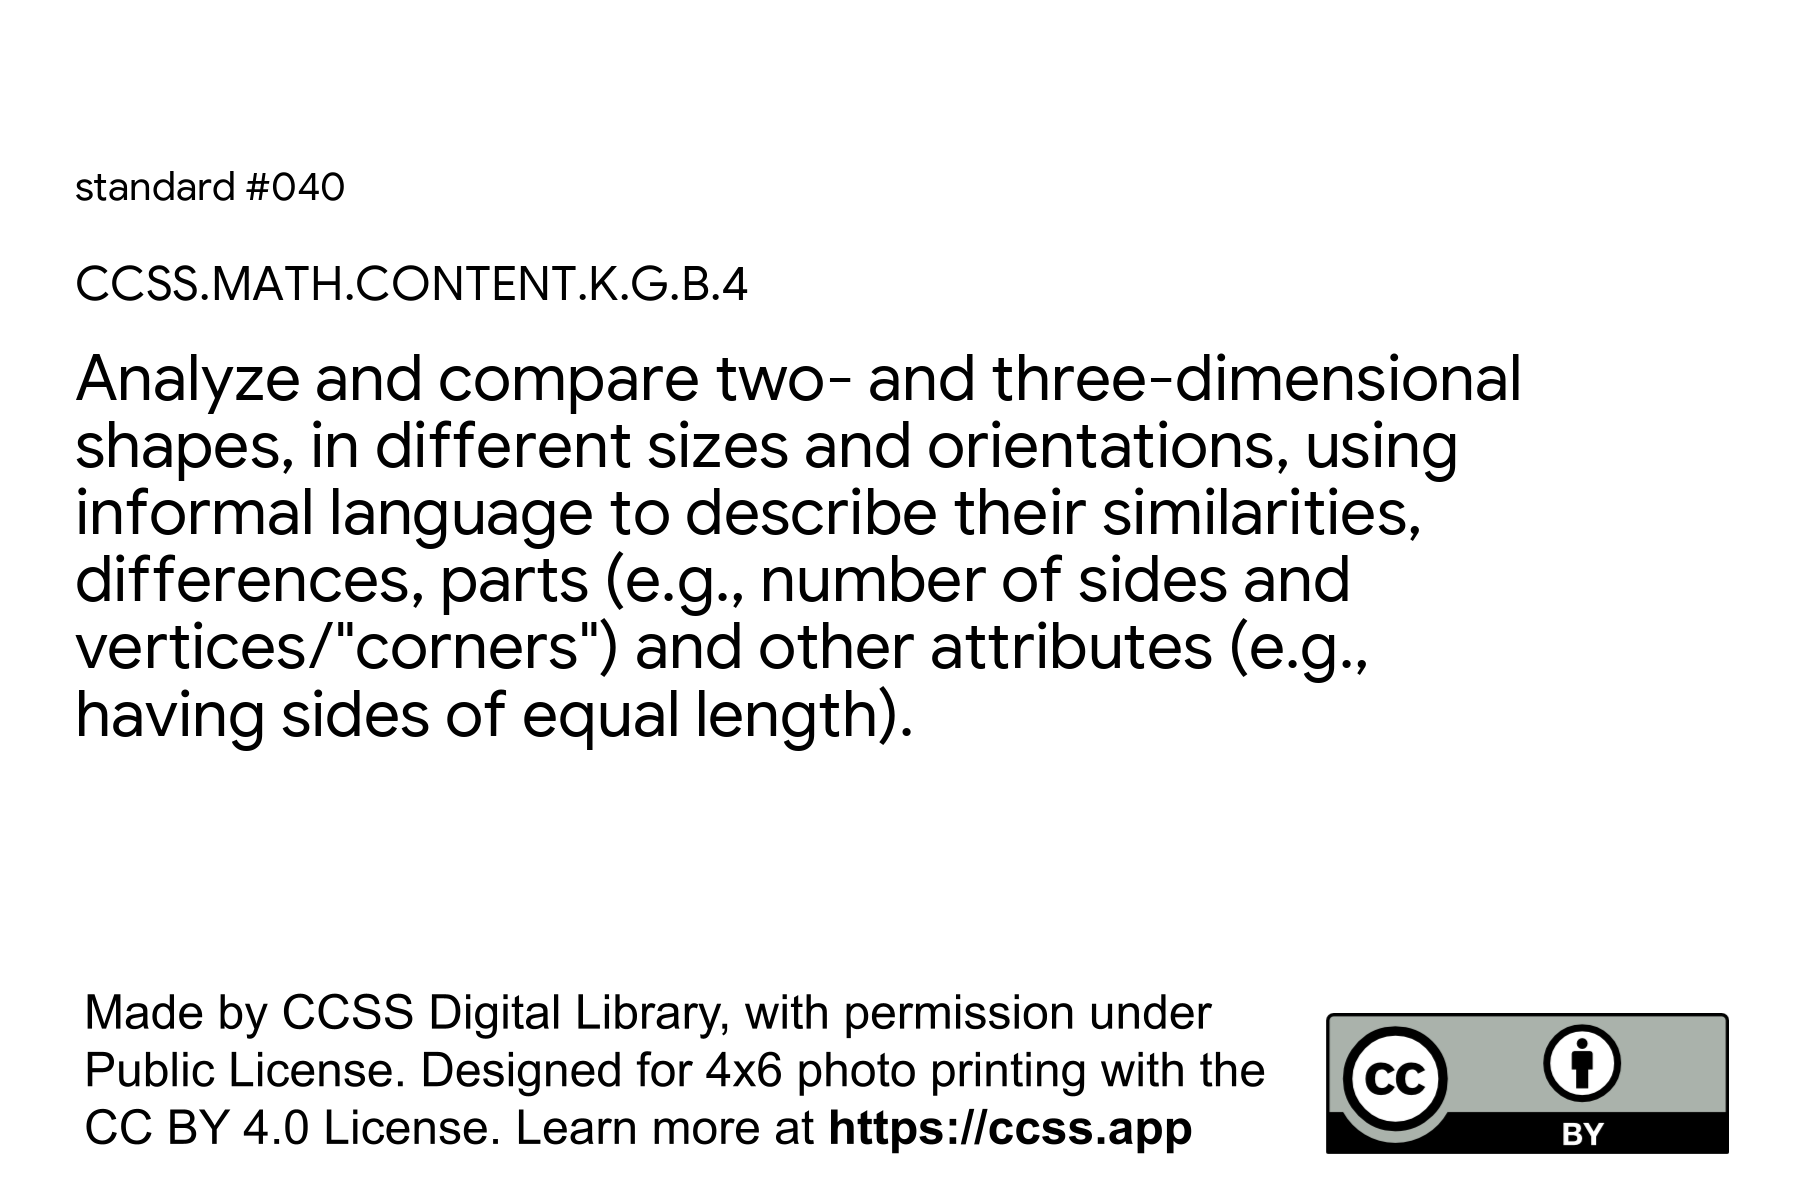 standard #040
CCSS.MATH.CONTENT.K.G.B.4
Analyze and compare two- and three-dimensional
shapes, in different sizes and orientations, using
informal language to describe their similarities,
differences, parts (e.g., number of sides and
vertices/"corners") and other attributes (e.g.,
having sides of equal length).
Made by CCSS Digital Library, with permission under
Public License. Designed for 4x6 photo printing with the
CC BY 4.0 License. Learn more at https://ccss.app
cc
BY